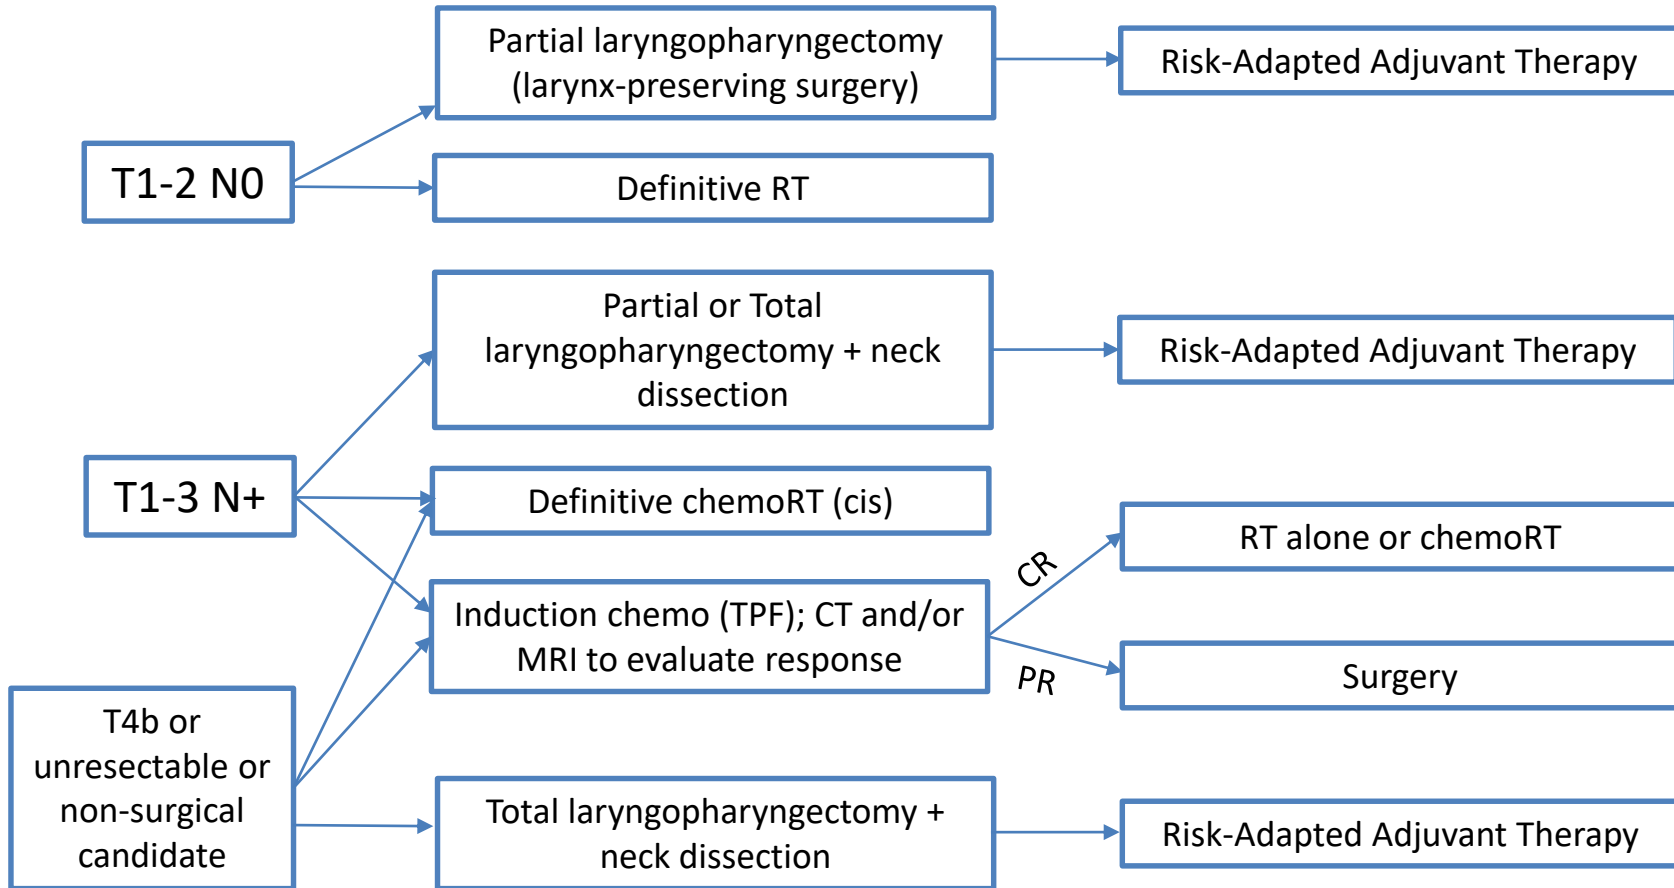 Partial laryngopharyngectomy
(larynx-preserving surgery)
Risk-Adapted Adjuvant Therapy
T1-2 N0
Definitive RT
Partial or Total
laryngopharyngectomy + neck
dissection
Risk-Adapted Adjuvant Therapy
T1-3 N+
Definitive chemoRT (cis)
Induction chemo (TPF); CT and/or
MRI to evaluate response
CR
RT alone or chemoRT
PR
Surgery
T4b or
unresectable or
non-surgical
candidate
Total laryngopharyngectomy +
neck dissection
Risk-Adapted Adjuvant Therapy